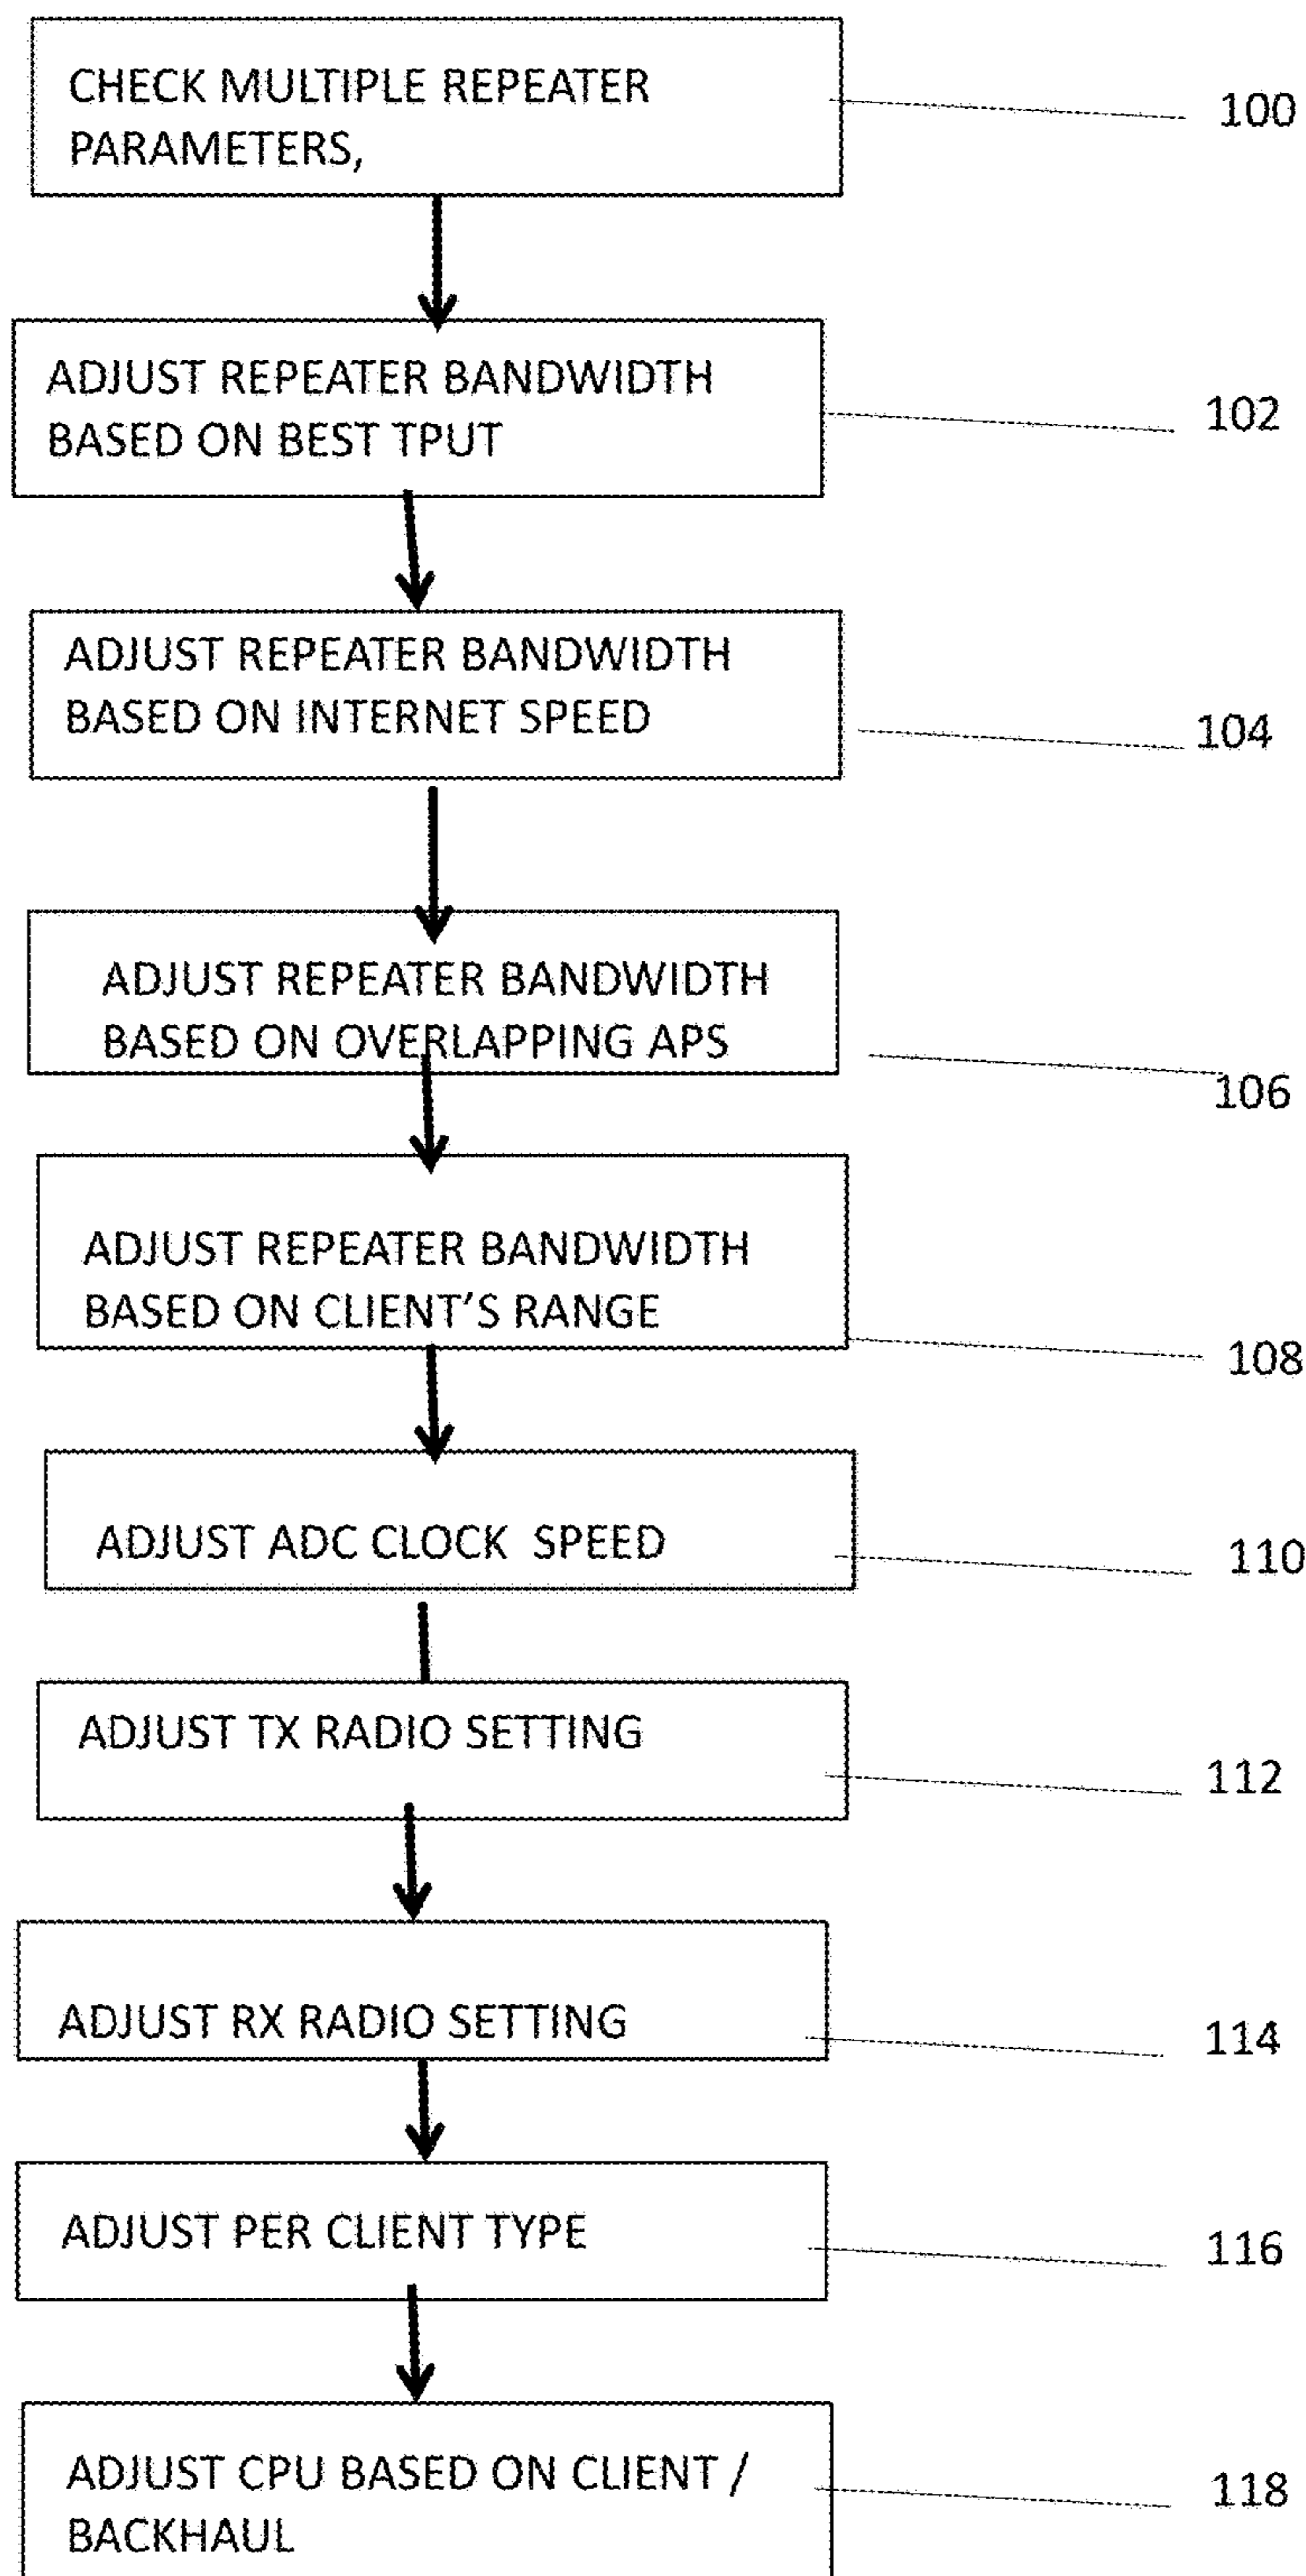 CHECK MULTIPLE REPEATER
PARAMETERS,
100
ADJUST REPEATER BANDWIDTH
BASED ON BEST TPUT
102
ADJUST REPEATER BANDWIDTH
BASED ON INTERNET SPEED
104
ADJUST REPEATER BANDWIDTH
BASED ON OVERLAPPING APS
106
ADJUST REPEATER BANDWIDTH
BASED ON CLIENT’S RANGE
108
ADJUST ADC CLOCK SPEED
110
ADJUST TX RADIO SETTING
112
ADJUST RX RADIO SETTING
114
ADJUST PER CLIENT TYPE
116
ADJUST CPU BASED ON CLIENT /
BACKHAUL
118